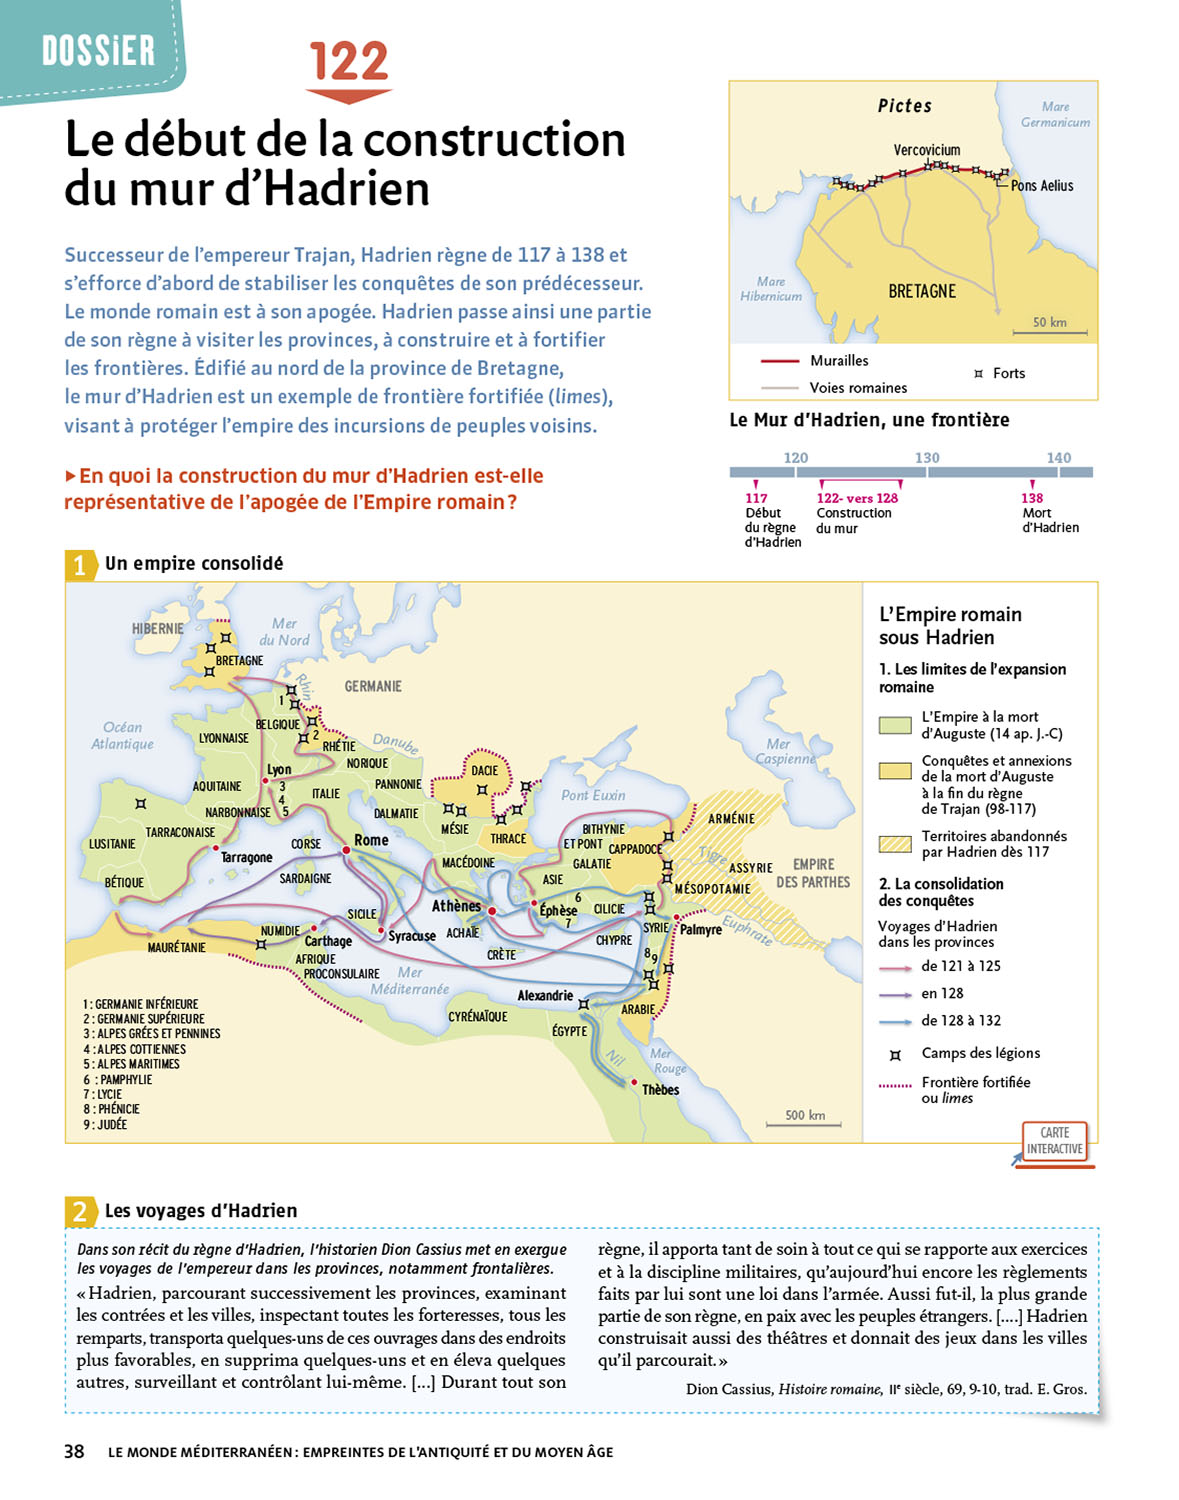 DOSSiER
122
Le début de la construction
du mur d'Hadrien
Successeur de l'empereur Trajan, Hadrien règne de 117 à 138 et
s'efforce d'abord de stabiliser les conquêtes de son prédécesseur.
Le monde romain est à son apogée. Hadrien passe ainsi une partie
de son règne à visiter les provinces, à construire et à fortifier
les frontières. Édifié au nord de la province de Bretagne,
le mur d'Hadrien est un exemple de frontière fortifiée (limes),
visant à protéger l'empire des incursions de peuples voisins.
▶ En quoi la construction du mur d'Hadrien est-elle
représentative de l'apogée de l'Empire romain ?
Pictes
Mare
Germanicum
Vercovicium
Pons Aelius
Mare
Hibernicum
BRETAGNE
50 km
Murailles
Voies romaines
Forts
Le Mur d'Hadrien, une frontière
120
130
140
117
Début
du règne
d'Hadrien
122- vers 128
Construction
du mur
138
Mort
d'Hadrien
1 Un empire consolidé
HIBERNIE
Mer
du Nord
BRETAGNE
Rhin
GERMANIE
1
BELGIQUE
2
Océan
Atlantique
LYONNAISE
RHÉTIE
Danube
NORIQUE
Mer
Caspienne
Lyon
DACIE
AQUITAINE
3
4
5
ITALIE
PANNONIE
Pont Euxin
NARBONNAISE
DALMATIE
ARMÉNIE
LUSITANIE
TARRACONAISE
CORSE
Rome
MÉSIE
THRACE
BITHYNIE
ET PONT
CAPPADOCE
Tarragone
MACÉDOINE
GALATIE
Tigre
ASSYRIE
EMPIRE
DES PARTHES
BÉTIQUE
SARDAIGNE
ASIE
MÉSOPOTAMIE
6
Athènes
Éphèse
7
CILICIE
SICILE
Syracuse
ACHAÏE
SYRIE
Palmyre
Euphrate
NUMIDIE
Carthage
CHYPRE
MAURÉTANIE
AFRIQUE
PROCONSULAIRE
CRÈTE
8
9
Mer
Méditerranée
Alexandrie
CYRÉNAÏQUE
ARABIE
ÉGYPTE
Nil
Mer
Rouge
Thèbes
500 km
1 : GERMANIE INFÉRIEURE
2 : GERMANIE SUPÉRIEURE
3 : ALPES GRÉES ET PENNINES
4 : ALPES COTTIENNES
5 : ALPES MARITIMES
6 : PAMPHYLIE
7 : LYCIE
8 : PHÉNICIE
9 : JUDÉE
L'Empire romain
sous Hadrien
1. Les limites de l'expansion
romaine
L'Empire à la mort
d'Auguste (14 ap. J.-C)
Conquêtes et annexions
de la mort d'Auguste
à la fin du règne
de Trajan (98-117)
Territoires abandonnés
par Hadrien dès 117
2. La consolidation
des conquêtes
Voyages d'Hadrien
dans les provinces
de 121 à 125
en 128
de 128 à 132
Camps des légions
Frontière fortifiée
ou limes
CARTE
INTERACTIVE
2 Les voyages d'Hadrien
Dans son récit du règne d'Hadrien, l'historien Dion Cassius met en exergue
les voyages de l'empereur dans les provinces, notamment frontalières.
« Hadrien, parcourant successivement les provinces, examinant
les contrées et les villes, inspectant toutes les forteresses, tous les
remparts, transporta quelques-uns de ces ouvrages dans des endroits
plus favorables, en supprima quelques-uns et en éleva quelques
autres, surveillant et contrôlant lui-même. [...] Durant tout son
règne, il apporta tant de soin à tout ce qui se rapporte aux exercices
et à la discipline militaires, qu'aujourd'hui encore les règlements
faits par lui sont une loi dans l'armée. Aussi fut-il, la plus grande
partie de son règne, en paix avec les peuples étrangers. [....] Hadrien
construisait aussi des théâtres et donnait des jeux dans les villes
qu'il parcourait. »
Dion Cassius, Histoire romaine, IIe siècle, 69, 9-10, trad. E. Gros.
38 LE MONDE MÉDITERRANÉEN : EMPREINTES DE L'ANTIQUITÉ ET DU MOYEN ÂGE